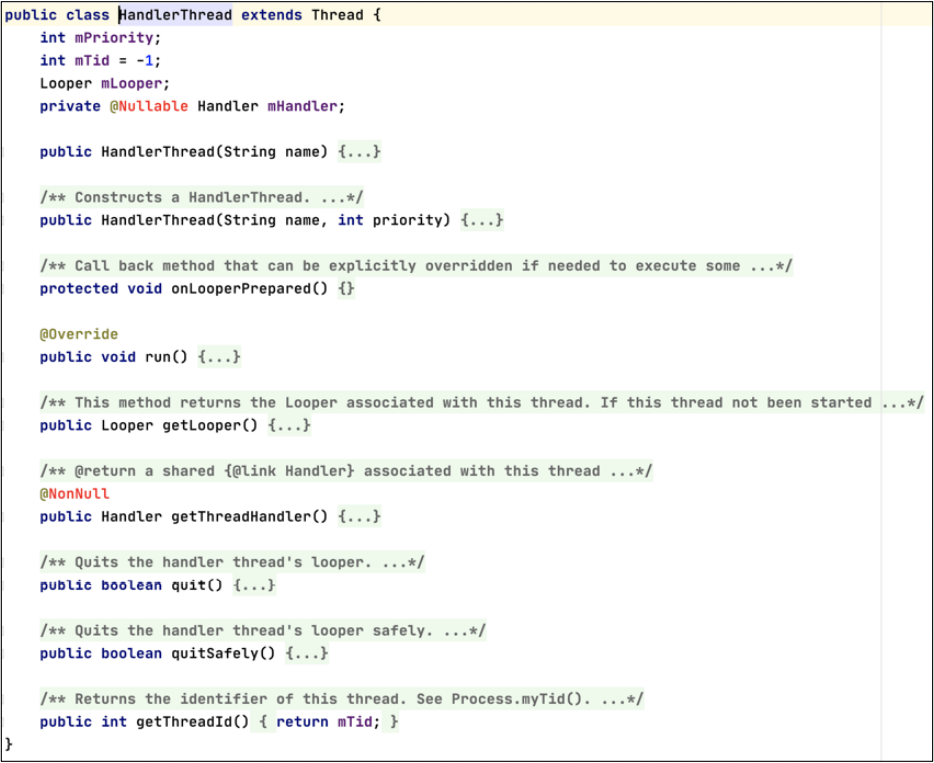 public class HandlerThread extends Thread {
    int mPriority;
    int mTid = -1;
    Looper mLooper;
    private @Nullable Handler mHandler;

    public HandlerThread(String name) {...}

    /** Constructs a HandlerThread. ...*/
    public HandlerThread(String name, int priority) {...}

    /** Call back method that can be explicitly overridden if needed to execute some ...*/
    protected void onLooperPrepared() {}

    @Override
    public void run() {...}

    /** This method returns the Looper associated with this thread. If this thread not been started ...*/
    public Looper getLooper() {...}

    /** @return a shared {@link Handler} associated with this thread ...*/
    @NonNull
    public Handler getThreadHandler() {...}

    /** Quits the handler thread's looper. ...*/
    public boolean quit() {...}

    /** Quits the handler thread's looper safely. ...*/
    public boolean quitSafely() {...}

    /** Returns the identifier of this thread. See Process.myTid(). ...*/
    public int getThreadId() { return mTid; }
}